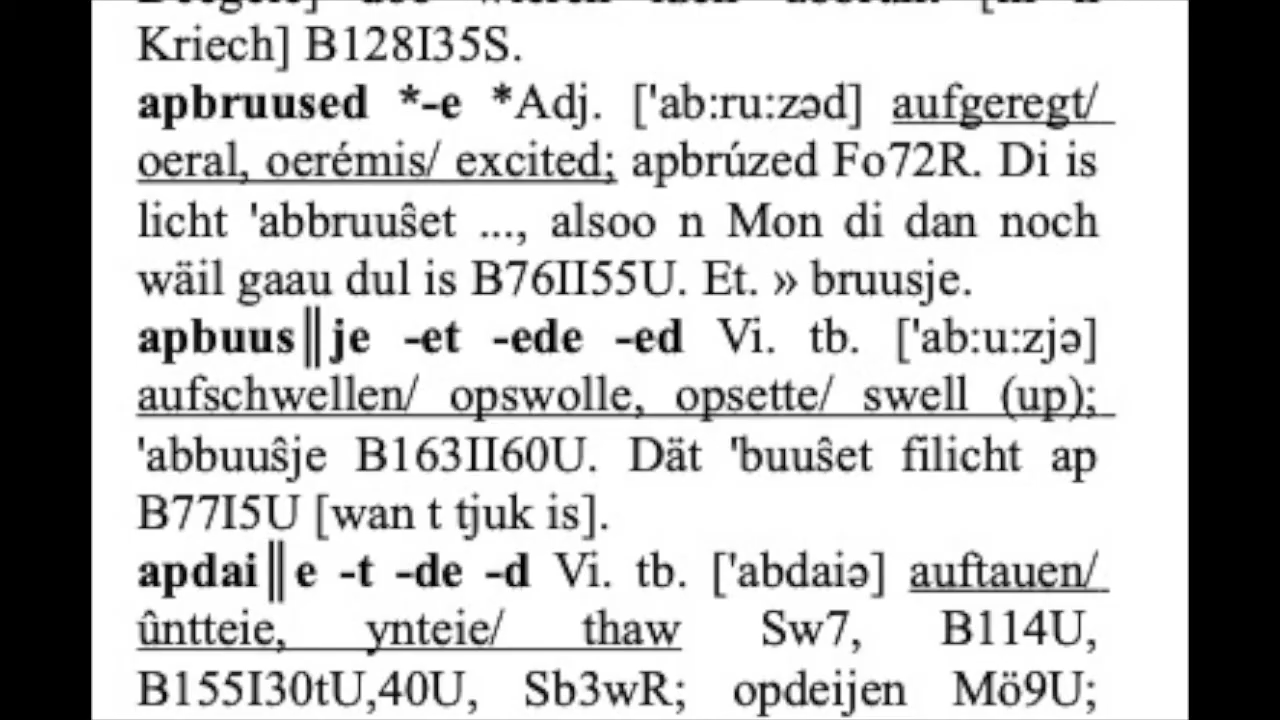 Kriech] B128I35S.
apbruused *-e *Adj. ['ab:ru:zəd] aufgeregt/
oeral, oerémis/ excited; apbrúzed Fo72R. Di is
licht 'abbruuŝet ..., alsoo n Mon di dan noch
wäil gaau dul is B76II55U. Et. » bruusje.
apbuus║je -et -ede -ed Vi. tb. ['ab:u:zjə]
aufschwellen/ opswolle, opsette/ swell (up);
'abbuuŝje B163II60U. Dät 'buuŝet filicht ap
B77I5U [wan t tjuk is].
apdai║e -t -de -d Vi. tb. ['abdaiə] auftauen/
ûntteie, ynteie/ thaw Sw7, B114U,
B155I30tU,40U, Sb3wR; opdeijen Mö9U;